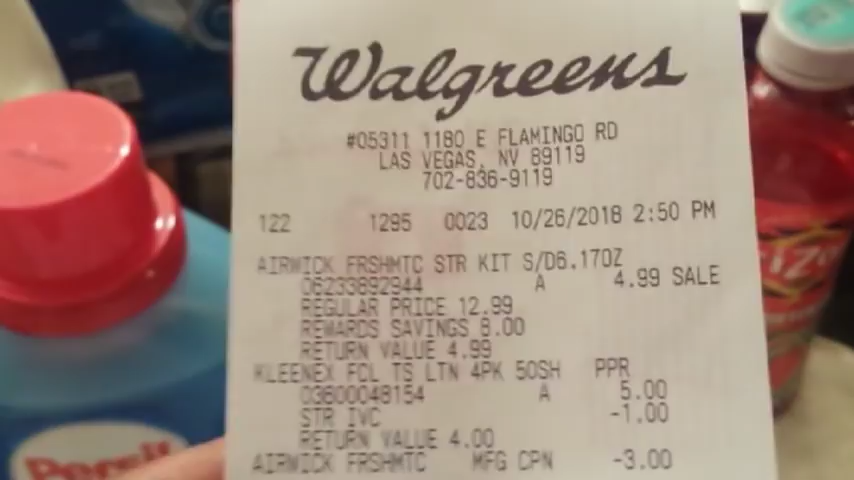 Walgreens
#05311 1180 E FLAMINGO RD
LAS VEGAS, NV 89119
702-836-9119
122 1295 0023 10/26/2018 2:50 PM
AIRWICK FRSHMTC STR KIT S/D6.17OZ
06233892944 A 4.99 SALE
REGULAR PRICE 12.99
REWARDS SAVINGS 8.00
RETURN VALUE 4.99
KLEENEX FCL TS LTN 4PK 50SH PPR
03600048154 A 5.00
STR IVC -1.00
RETURN VALUE 4.00
AIRWICK FRSHMTC MFG CPN -3.00
Persil